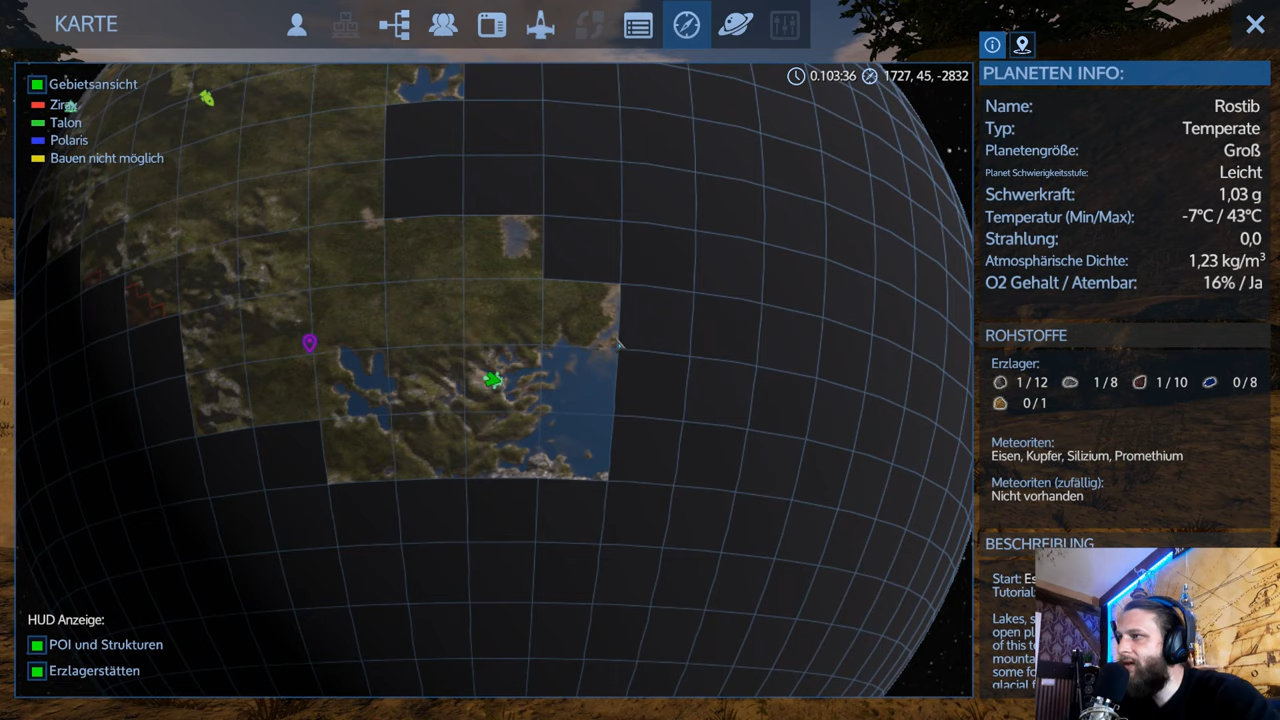 KARTE
Gebietsansicht
Zirax
Talon
Polaris
Bauen nicht möglich
0.103:36
1727, 45, -2832
HUD Anzeige:
POI und Strukturen
Erzlagerstätten
PLANETEN INFO:
Name: Rostib
Typ: Temperate
Planetengröße: Groß
Planet Schwierigkeitsstufe: Leicht
Schwerkraft: 1,03 g
Temperatur (Min/Max): -7°C / 43°C
Strahlung: 0,0
Atmosphärische Dichte: 1,23 kg/m³
O2 Gehalt / Atembar: 16% / Ja
ROHSTOFFE
Erzlager:
1/12 1/8 1/10 0/8
0/1
Meteoriten:
Eisen, Kupfer, Silizium, Promethium
Meteoriten (zufällig):
Nicht vorhanden
BESCHREIBUNG
Start: Es
Tutorial
Lakes, s
open pl
of this t
mounta
some fo
glacial f